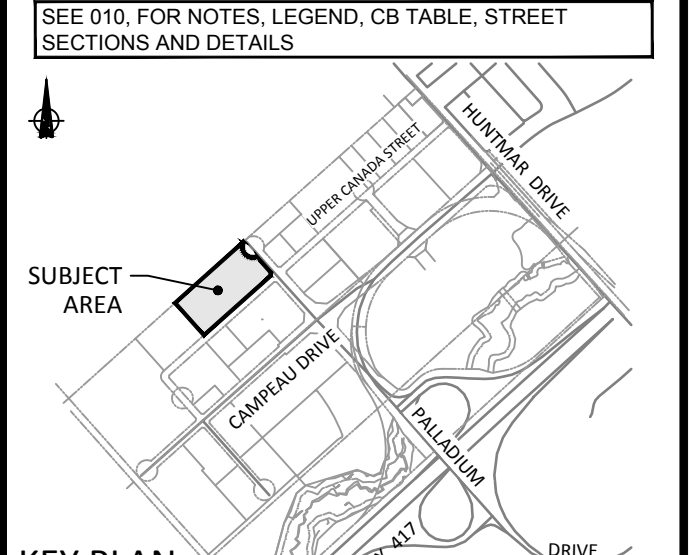 SEE 010, FOR NOTES, LEGEND, CB TABLE, STREET
SECTIONS AND DETAILS
HUNTMAR DRIVE
UPPER CANADA STREET
SUBJECT
AREA
CAMPEAU DRIVE
PALLADIUM
417
DRIVE
KEY PLAN